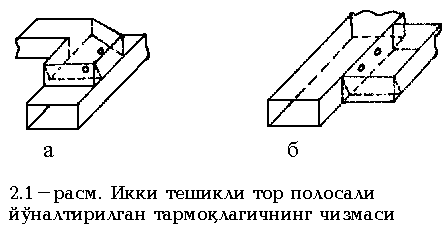 а б
2.1—расм. Икки тешикли тор полосали
йўналтирилган тармоқлагичнинг чизмаси